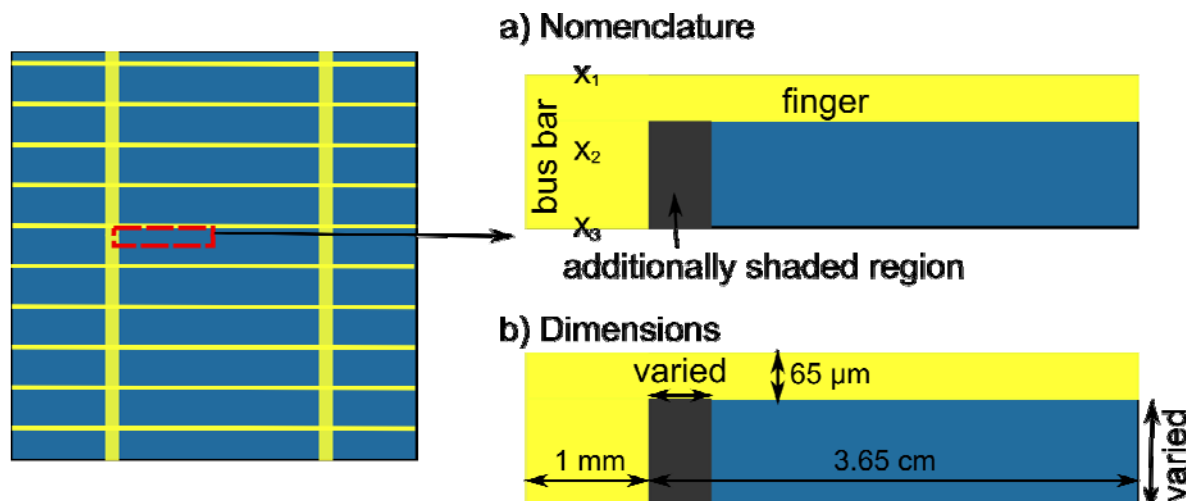 a) Nomenclature
x₁
finger
bus bar
x₂
x₃
additionally shaded region
b) Dimensions
varied
65 µm
1 mm
3.65 cm
varied